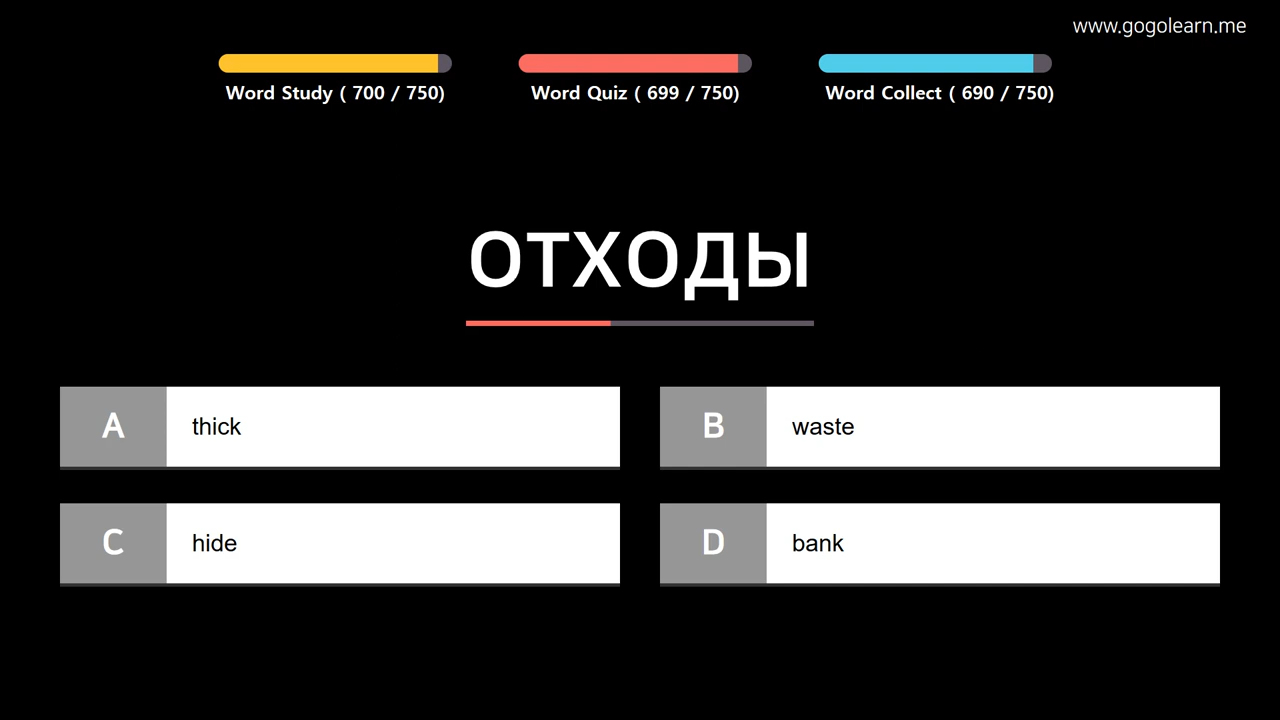 www.gogolearn.me
Word Study ( 700 / 750)
Word Quiz ( 699 / 750)
Word Collect ( 690 / 750)
отходы
A thick
B waste
C hide
D bank